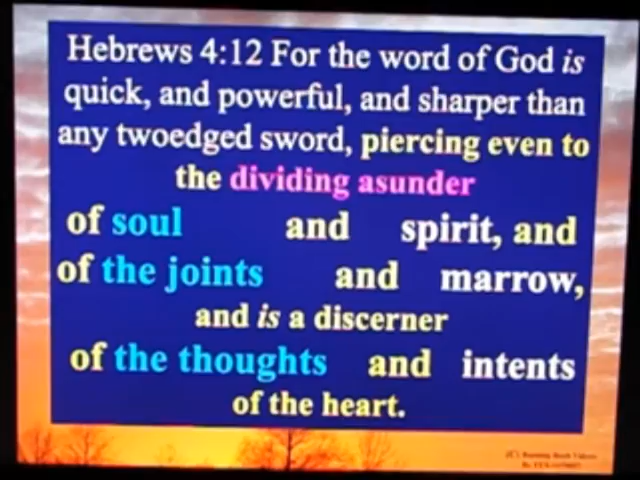 Hebrews 4:12 For the word of God is
quick, and powerful, and sharper than
any twoedged sword, piercing even to
the dividing asunder
of soul and spirit, and
of the joints and marrow,
and is a discerner
of the thoughts and intents
of the heart.